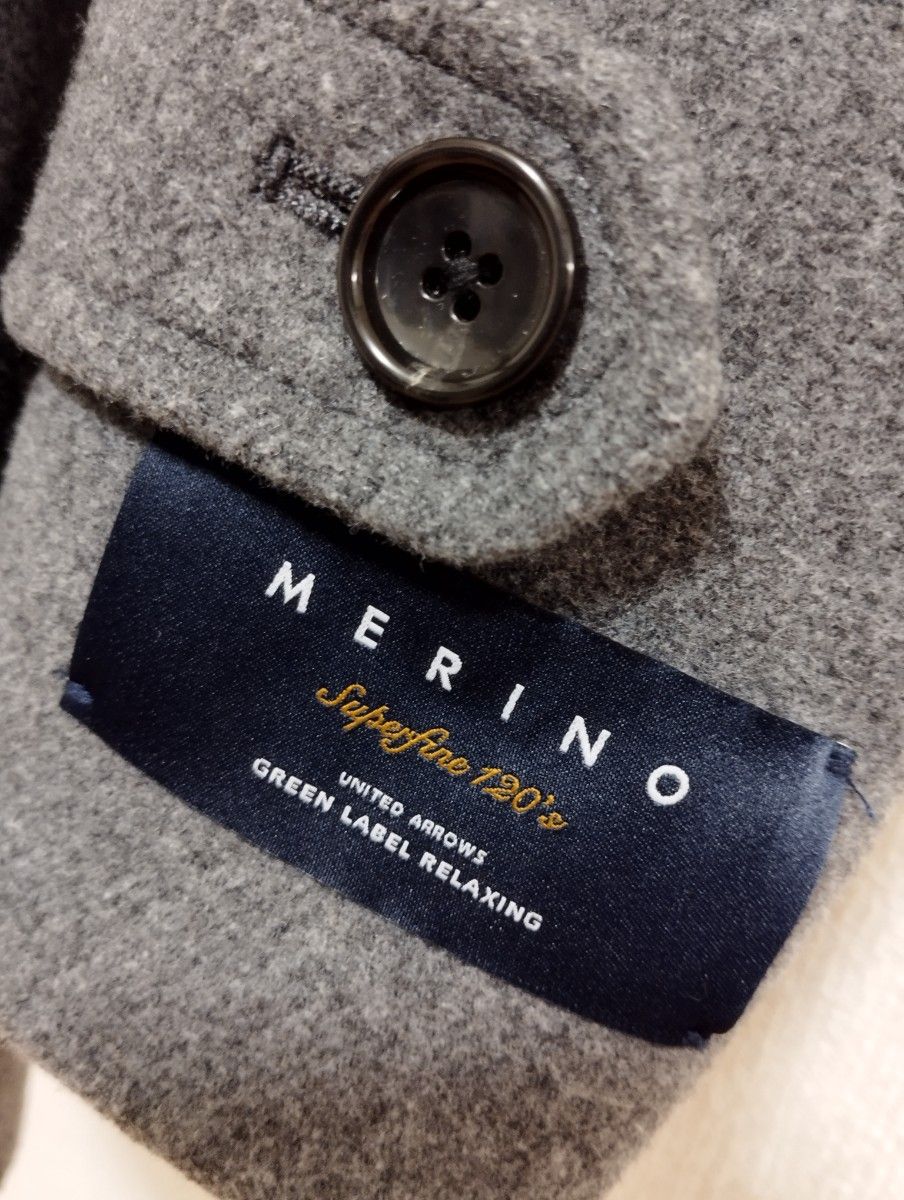 MERINO
Superfine 120's
UNITED ARROWS
GREEN LABEL RELAXING